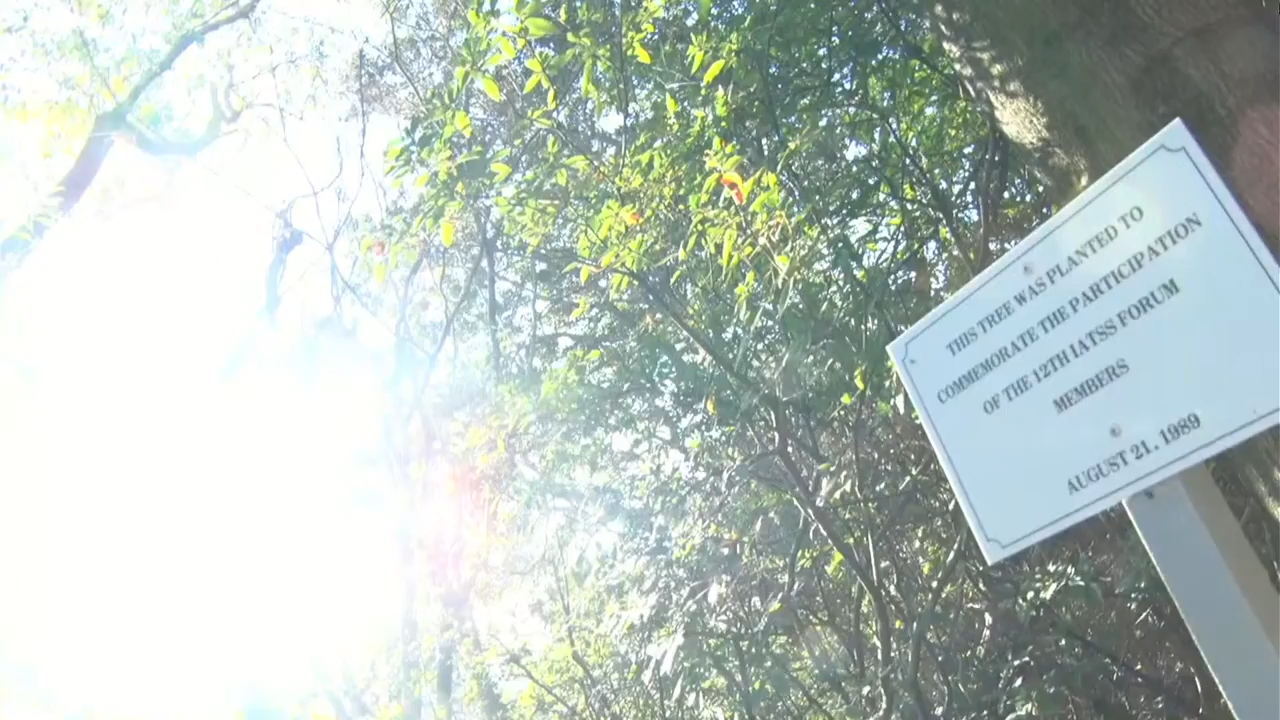 THIS TREE WAS PLANTED TO
COMMEMORATE THE PARTICIPATION
OF THE 12TH IATSS FORUM
MEMBERS
AUGUST 21, 1989